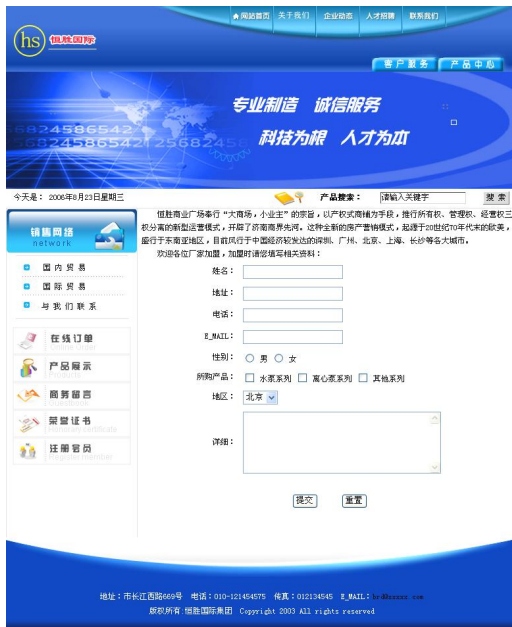 网站首页 关于我们 企业动态 人才招聘 联系我们
hs 恒胜国际
客户服务 产品中心
专业制造 诚信服务
科技为根 人才为本
今天是： 2006年8月23日星期三 产品搜索： 请输入关键字 搜 索
恒胜商业广场奉行“大商场，小业主”的宗旨，以产权式商铺为手段，推行所有权、管理权、经营权三
权分离的新型运营模式，开辟了济南商界先河。这种全新的房产营销模式，起源于20世纪70年代末的欧美，
盛行于东南亚地区，目前风行于中国经济较发达的深圳、广州、北京、上海、长沙等各大城市。
欢迎各位厂家加盟，加盟时请您填写相关资料：
销售网络
network
国内贸易
国际贸易
与我们联系
在线订单
产品展示
商务留言
荣誉证书
注册会员
姓名：
地址：
电话：
E_MAIL：
性别： 男 女
所购产品： 水泵系列 离心泵系列 其他系列
地区： 北京
详细：
提交 重置
地址：市长江西路669号 电话：010-121454575 传真：012134545 E_MAIL：
版权所有:恒胜国际集团 Copyright 2003 All rights reserved